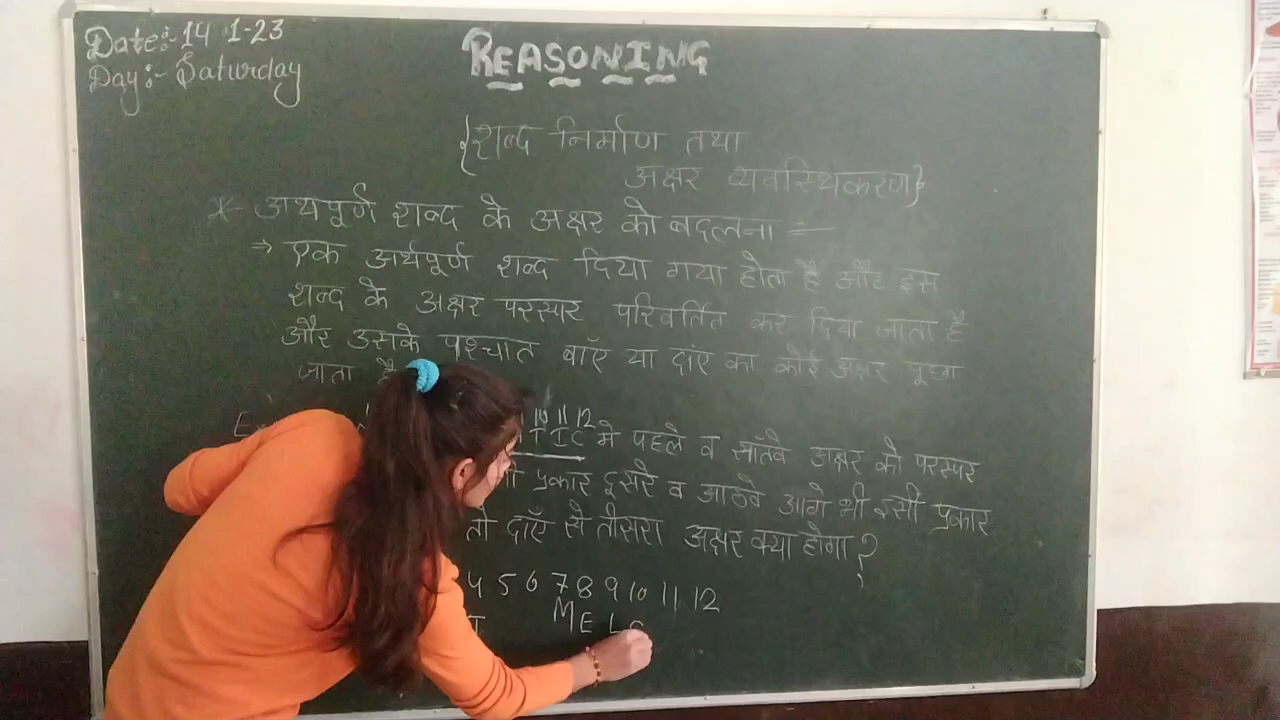 Date:- 14 1-23
Day:- Saturday
REASONING
{शब्द निर्माण तथा
अक्षर व्यवस्थिकरण}
* अथपूर्ण शब्द के अक्षर को बदलना =
⇒ एक अर्थपूर्ण शब्द दिया गया होता है और इस
शब्द के अक्षर परस्पर परिवर्तित कर दिया जाता है
और उसके पश्चात बाएँ या दांए का कोई अक्षर पूछा
जाता है
10 11 12
TIC में पहले व साँतवे अक्षर को परस्पर
प्रकार दूसरे व आठवे आगे भी इसी प्रकार
तो दाँए से तीसरा अक्षर क्या होगा ?
4 5 6 7 8 9 10 11 12
M E L